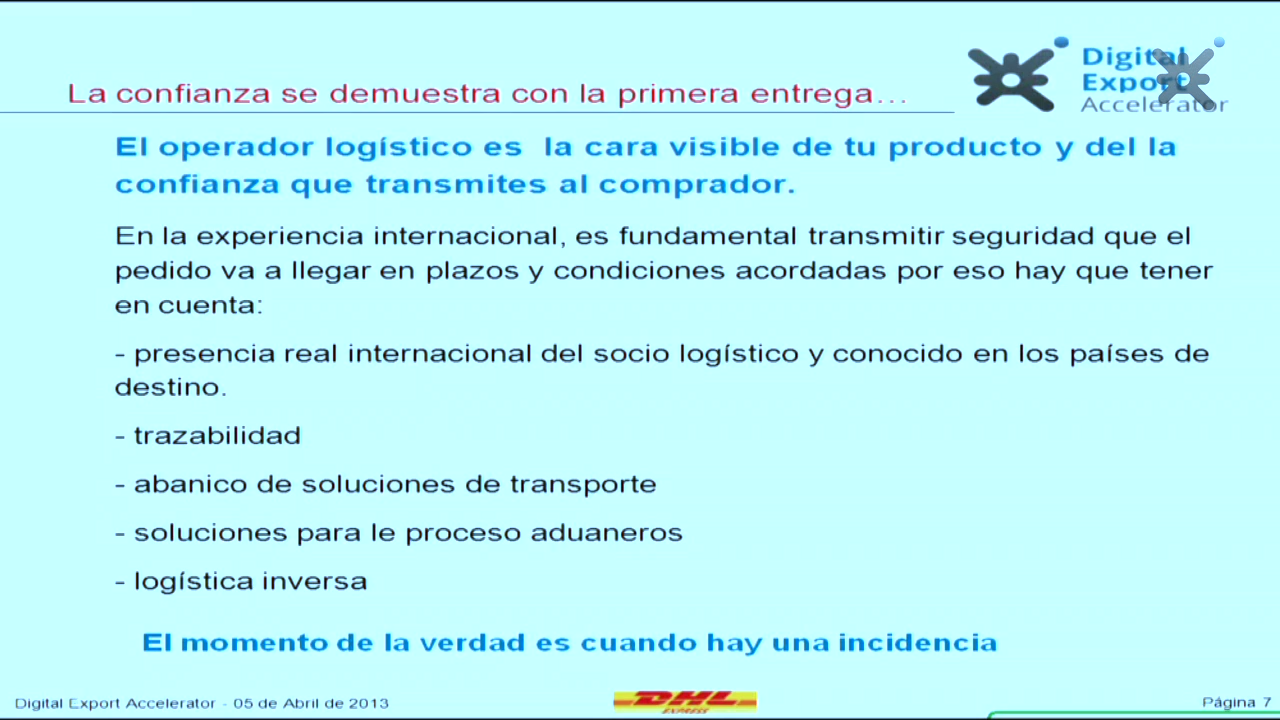 Digital
Export
Accelerator
La confianza se demuestra con la primera entrega…
El operador logístico es la cara visible de tu producto y del la
confianza que transmites al comprador.
En la experiencia internacional, es fundamental transmitir seguridad que el
pedido va a llegar en plazos y condiciones acordadas por eso hay que tener
en cuenta:
- presencia real internacional del socio logístico y conocido en los países de
destino.
- trazabilidad
- abanico de soluciones de transporte
- soluciones para le proceso aduaneros
- logística inversa
El momento de la verdad es cuando hay una incidencia
Digital Export Accelerator - 05 de Abril de 2013
DHL
EXPRESS
Página 7